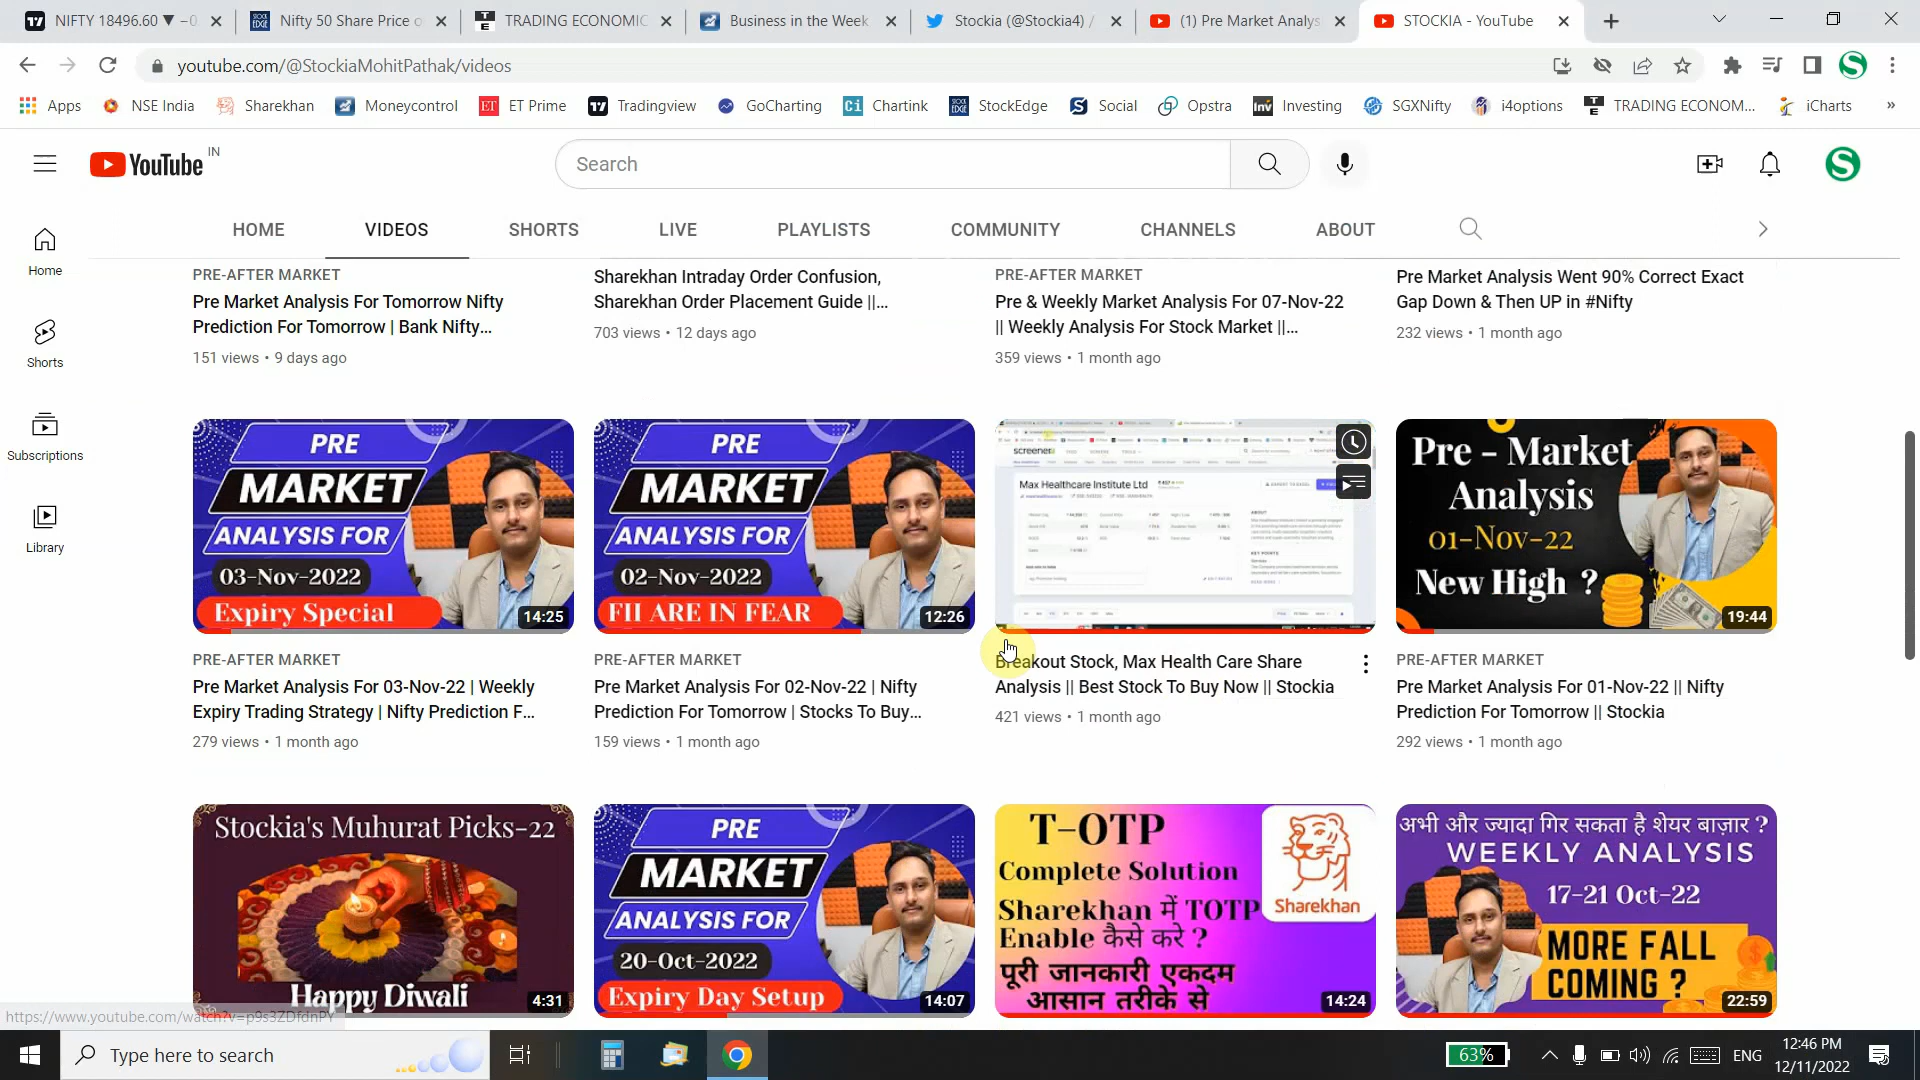 NIFTY 18496.60 ▼ −0.
Nifty 50 Share Price o
TRADING ECONOMIC
Business in the Week
Stockia (@Stockia4) /
(1) Pre Market Analys
STOCKIA - YouTube
youtube.com/@StockiaMohitPathak/videos
Apps
NSE India
Sharekhan
Moneycontrol
ET Prime
Tradingview
GoCharting
Chartink
StockEdge
Social
Opstra
Investing
SGXNifty
i4options
TRADING ECONOM...
iCharts
»
YouTube IN
Search
HOME
VIDEOS
SHORTS
LIVE
PLAYLISTS
COMMUNITY
CHANNELS
ABOUT
Home
Shorts
Subscriptions
Library
PRE-AFTER MARKET
Pre Market Analysis For Tomorrow Nifty
Prediction For Tomorrow | Bank Nifty...
151 views • 9 days ago
Sharekhan Intraday Order Confusion,
Sharekhan Order Placement Guide ||...
703 views • 12 days ago
PRE-AFTER MARKET
Pre & Weekly Market Analysis For 07-Nov-22
|| Weekly Analysis For Stock Market ||...
359 views • 1 month ago
Pre Market Analysis Went 90% Correct Exact
Gap Down & Then UP in #Nifty
232 views • 1 month ago
PRE
MARKET
ANALYSIS FOR
03-Nov-2022
Expiry Special
14:25
PRE-AFTER MARKET
Pre Market Analysis For 03-Nov-22 | Weekly
Expiry Trading Strategy | Nifty Prediction F...
279 views • 1 month ago
PRE
MARKET
ANALYSIS FOR
02-Nov-2022
FII ARE IN FEAR
12:26
PRE-AFTER MARKET
Pre Market Analysis For 02-Nov-22 | Nifty
Prediction For Tomorrow | Stocks To Buy...
159 views • 1 month ago
screener
Max Healthcare Institute Ltd
Breakout Stock, Max Health Care Share
Analysis || Best Stock To Buy Now || Stockia
421 views • 1 month ago
Pre - Market
Analysis
01-Nov-22
New High ?
19:44
PRE-AFTER MARKET
Pre Market Analysis For 01-Nov-22 || Nifty
Prediction For Tomorrow || Stockia
292 views • 1 month ago
Stockia's Muhurat Picks-22
Happy Diwali
4:31
PRE
MARKET
ANALYSIS FOR
20-Oct-2022
Expiry Day Setup
14:07
T-OTP
Complete Solution
Sharekhan में TOTP
Enable कैसे करे ?
पूरी जानकारी एकदम
आसान तरीके से
Sharekhan
14:24
अभी और ज्यादा गिर सकता है शेयर बाज़ार ?
WEEKLY ANALYSIS
17-21 Oct-22
MORE FALL
COMING ?
22:59
https://www.youtube.com/watch?v=p9s3ZDfdnPY
Type here to search
63%
ENG
12:46 PM
12/11/2022